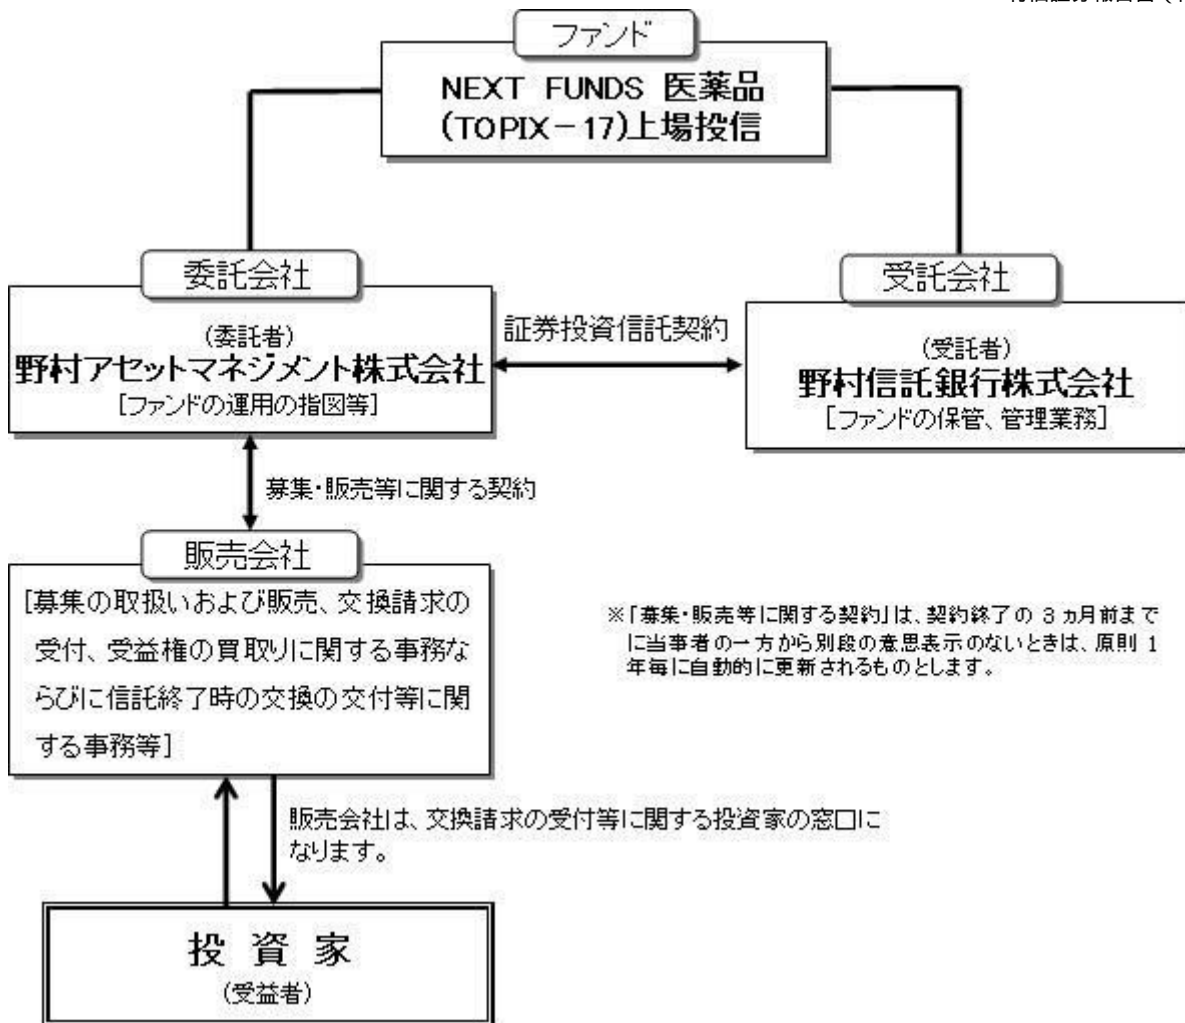 ファンド
NEXT FUNDS 医薬品
(TOPIX－17)上場投信
委託会社
(委託者)
野村アセットマネジメント株式会社
[ファンドの運用の指図等]
証券投資信託契約
受託会社
(受託者)
野村信託銀行株式会社
[ファンドの保管、管理業務]
募集・販売等に関する契約
販売会社
[募集の取扱いおよび販売、交換請求の
受付、受益権の買取りに関する事務な
らびに信託終了時の交換の交付等に関
する事務等]
※「募集・販売等に関する契約」は、契約終了の 3 ヵ月前まで
に当事者の一方から別段の意思表示のないときは、原則 1
年毎に自動的に更新されるものとします。
販売会社は、交換請求の受付等に関する投資家の窓口に
なります。
投 資 家
(受益者)